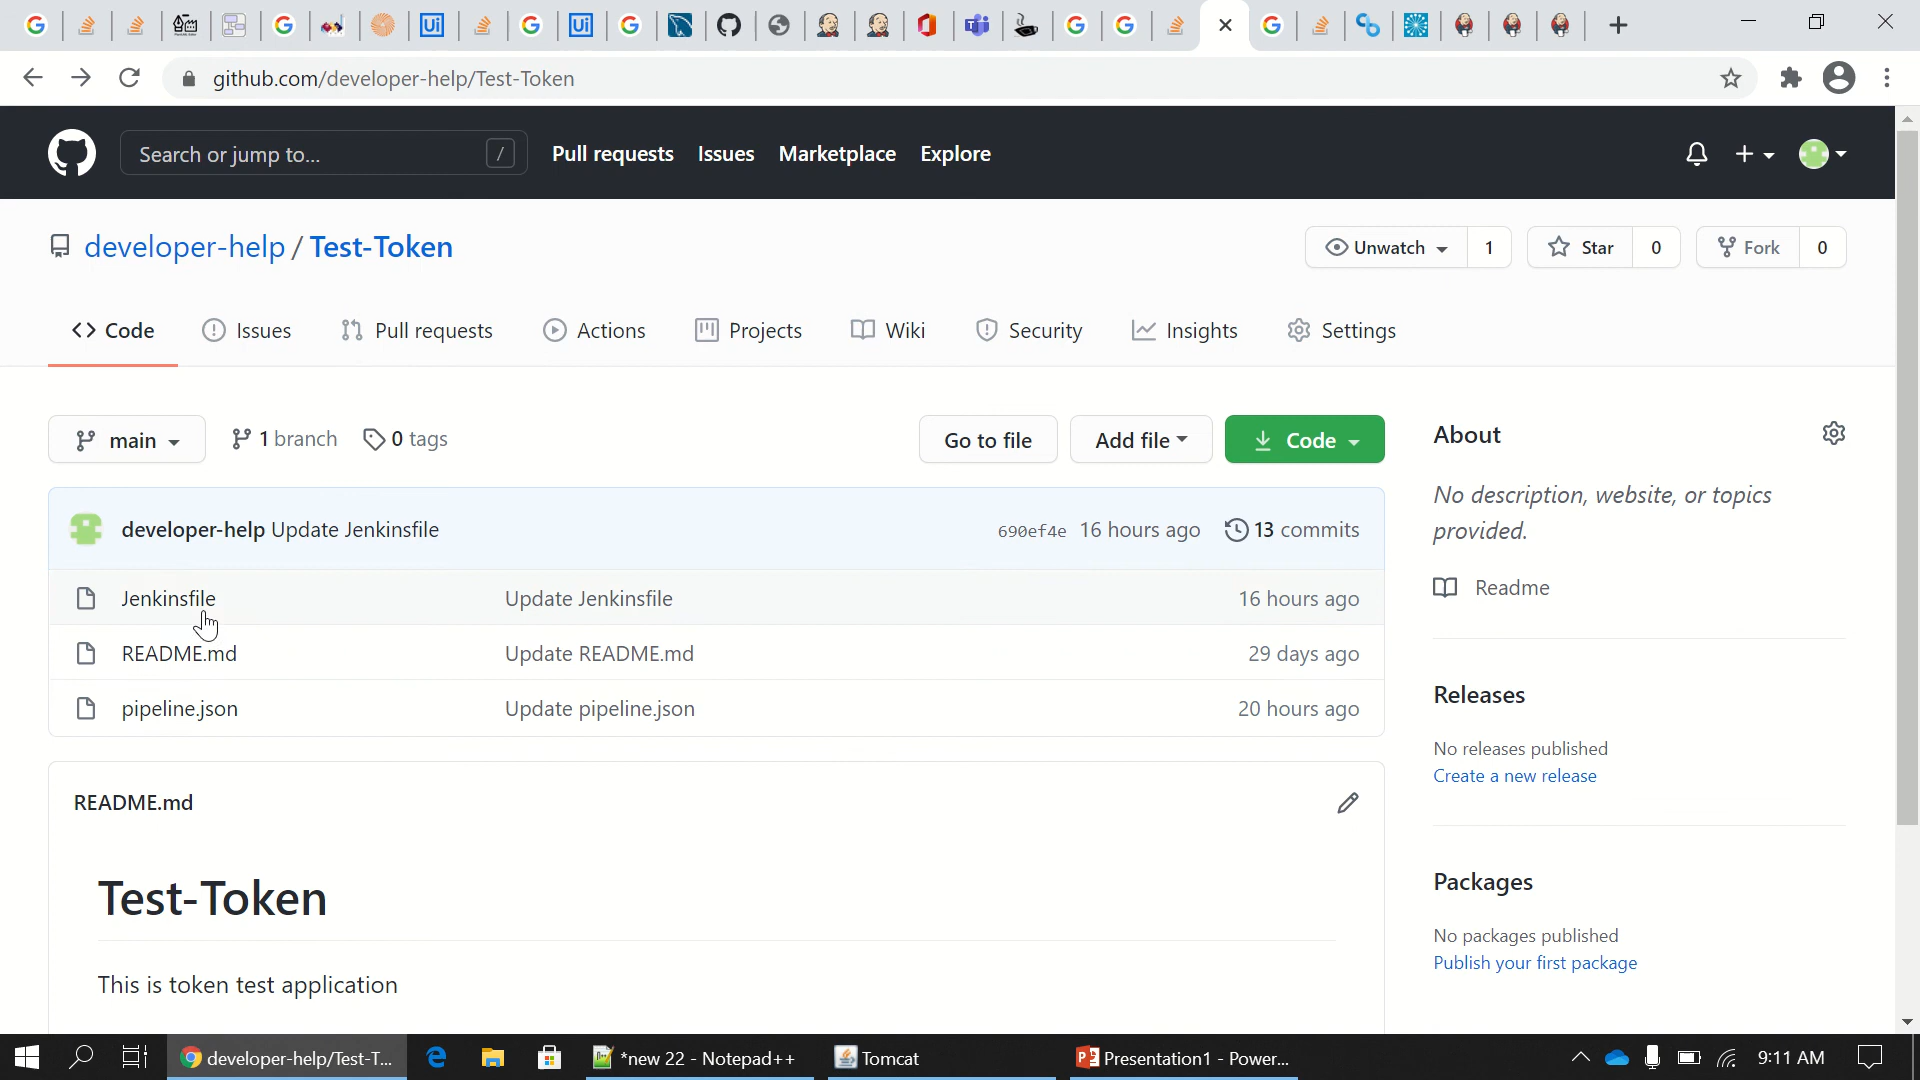 github.com/developer-help/Test-Token
Search or jump to... /
Pull requests Issues Marketplace Explore
developer-help / Test-Token
Unwatch 1
Star 0
Fork 0
Code
Issues
Pull requests
Actions
Projects
Wiki
Security
Insights
Settings
main
1 branch
0 tags
Go to file
Add file
Code
developer-help Update Jenkinsfile 690ef4e 16 hours ago 13 commits
Jenkinsfile Update Jenkinsfile 16 hours ago
README.md Update README.md 29 days ago
pipeline.json Update pipeline.json 20 hours ago
README.md
Test-Token
This is token test application
About
No description, website, or topics
provided.
Readme
Releases
No releases published
Create a new release
Packages
No packages published
Publish your first package
developer-help/Test-T...
*new 22 - Notepad++
Tomcat
Presentation1 - Power...
9:11 AM